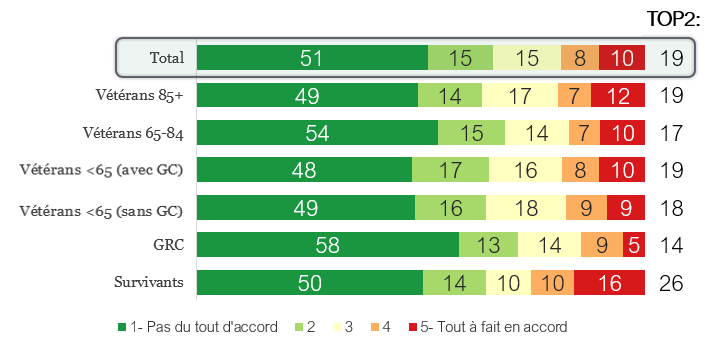 TOP2:
Total 51 15 15 8 10 19
Vétérans 85+ 49 14 17 7 12 19
Vétérans 65-84 54 15 14 7 10 17
Vétérans <65 (avec GC) 48 17 16 8 10 19
Vétérans <65 (sans GC) 49 16 18 9 9 18
GRC 58 13 14 9 5 14
Survivants 50 14 10 10 16 26
1- Pas du tout d'accord 2 3 4 5- Tout à fait en accord